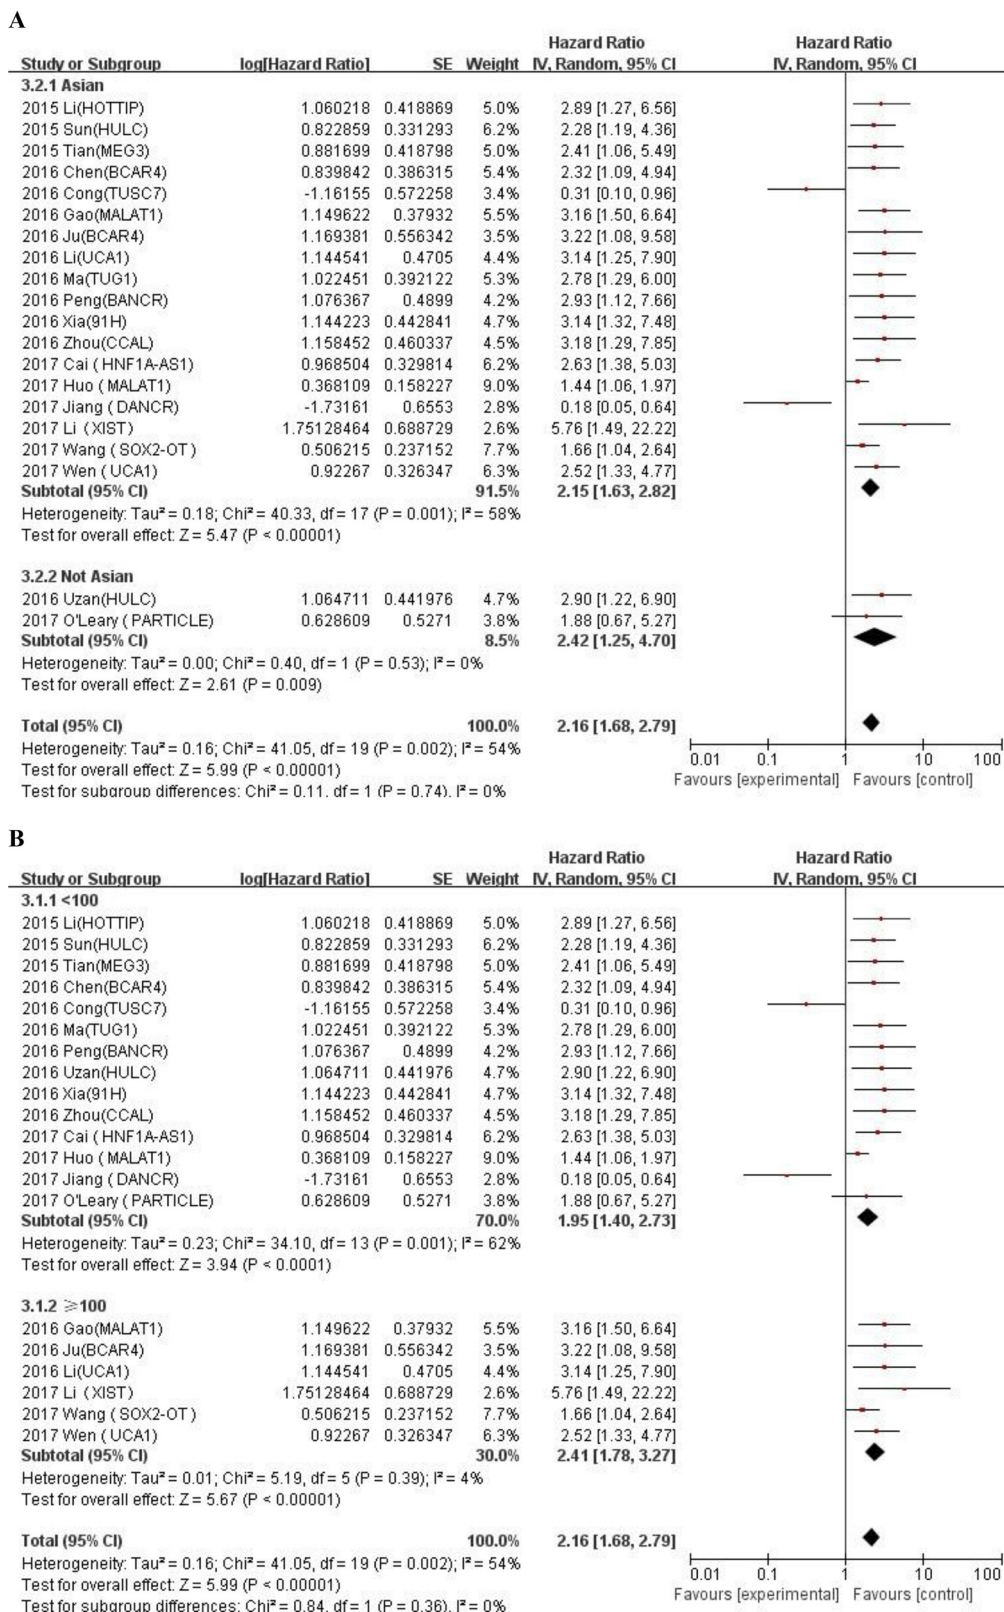 A
Hazard Ratio Hazard Ratio
Study or Subgroup log[Hazard Ratio] SE Weight IV, Random, 95% CI IV, Random, 95% CI
3.2.1 Asian
2015 Li(HOTTIP) 1.060218 0.418869 5.0% 2.89 [1.27, 6.56]
2015 Sun(HULC) 0.822859 0.331293 6.2% 2.28 [1.19, 4.36]
2015 Tian(MEG3) 0.881699 0.418798 5.0% 2.41 [1.06, 5.49]
2016 Chen(BCAR4) 0.839842 0.386315 5.4% 2.32 [1.09, 4.94]
2016 Cong(TUSC7) -1.16155 0.572258 3.4% 0.31 [0.10, 0.96]
2016 Gao(MALAT1) 1.149622 0.37932 5.5% 3.16 [1.50, 6.64]
2016 Ju(BCAR4) 1.169381 0.556342 3.5% 3.22 [1.08, 9.58]
2016 Li(UCA1) 1.144541 0.4705 4.4% 3.14 [1.25, 7.90]
2016 Ma(TUG1) 1.022451 0.392122 5.3% 2.78 [1.29, 6.00]
2016 Peng(BANCR) 1.076367 0.4899 4.2% 2.93 [1.12, 7.66]
2016 Xia(91H) 1.144223 0.442841 4.7% 3.14 [1.32, 7.48]
2016 Zhou(CCAL) 1.158452 0.460337 4.5% 3.18 [1.29, 7.85]
2017 Cai ( HNF1A-AS1) 0.968504 0.329814 6.2% 2.63 [1.38, 5.03]
2017 Huo ( MALAT1) 0.368109 0.158227 9.0% 1.44 [1.06, 1.97]
2017 Jiang ( DANCR) -1.73161 0.6553 2.8% 0.18 [0.05, 0.64]
2017 Li ( XIST) 1.75128464 0.688729 2.6% 5.76 [1.49, 22.22]
2017 Wang ( SOX2-OT) 0.506215 0.237152 7.7% 1.66 [1.04, 2.64]
2017 Wen ( UCA1) 0.92267 0.326347 6.3% 2.52 [1.33, 4.77]
Subtotal (95% CI) 91.5% 2.15 [1.63, 2.82]
Heterogeneity: Tau² = 0.18; Chi² = 40.33, df = 17 (P = 0.001); I² = 58%
Test for overall effect: Z = 5.47 (P < 0.00001)
3.2.2 Not Asian
2016 Uzan(HULC) 1.064711 0.441976 4.7% 2.90 [1.22, 6.90]
2017 O'Leary ( PARTICLE) 0.628609 0.5271 3.8% 1.88 [0.67, 5.27]
Subtotal (95% CI) 8.5% 2.42 [1.25, 4.70]
Heterogeneity: Tau² = 0.00; Chi² = 0.40, df = 1 (P = 0.53); I² = 0%
Test for overall effect: Z = 2.61 (P = 0.009)
Total (95% CI) 100.0% 2.16 [1.68, 2.79]
Heterogeneity: Tau² = 0.16; Chi² = 41.05, df = 19 (P = 0.002); I² = 54%
Test for overall effect: Z = 5.99 (P < 0.00001)
Test for subgroup differences: Chi² = 0.11, df = 1 (P = 0.74), I² = 0%
0.01 0.1 1 10 100
Favours [experimental] Favours [control]
B
Hazard Ratio Hazard Ratio
Study or Subgroup log[Hazard Ratio] SE Weight IV, Random, 95% CI IV, Random, 95% CI
3.1.1 <100
2015 Li(HOTTIP) 1.060218 0.418869 5.0% 2.89 [1.27, 6.56]
2015 Sun(HULC) 0.822859 0.331293 6.2% 2.28 [1.19, 4.36]
2015 Tian(MEG3) 0.881699 0.418798 5.0% 2.41 [1.06, 5.49]
2016 Chen(BCAR4) 0.839842 0.386315 5.4% 2.32 [1.09, 4.94]
2016 Cong(TUSC7) -1.16155 0.572258 3.4% 0.31 [0.10, 0.96]
2016 Ma(TUG1) 1.022451 0.392122 5.3% 2.78 [1.29, 6.00]
2016 Peng(BANCR) 1.076367 0.4899 4.2% 2.93 [1.12, 7.66]
2016 Uzan(HULC) 1.064711 0.441976 4.7% 2.90 [1.22, 6.90]
2016 Xia(91H) 1.144223 0.442841 4.7% 3.14 [1.32, 7.48]
2016 Zhou(CCAL) 1.158452 0.460337 4.5% 3.18 [1.29, 7.85]
2017 Cai ( HNF1A-AS1) 0.968504 0.329814 6.2% 2.63 [1.38, 5.03]
2017 Huo ( MALAT1) 0.368109 0.158227 9.0% 1.44 [1.06, 1.97]
2017 Jiang ( DANCR) -1.73161 0.6553 2.8% 0.18 [0.05, 0.64]
2017 O'Leary ( PARTICLE) 0.628609 0.5271 3.8% 1.88 [0.67, 5.27]
Subtotal (95% CI) 70.0% 1.95 [1.40, 2.73]
Heterogeneity: Tau² = 0.23; Chi² = 34.10, df = 13 (P = 0.001); I² = 62%
Test for overall effect: Z = 3.94 (P < 0.0001)
3.1.2 ≥100
2016 Gao(MALAT1) 1.149622 0.37932 5.5% 3.16 [1.50, 6.64]
2016 Ju(BCAR4) 1.169381 0.556342 3.5% 3.22 [1.08, 9.58]
2016 Li(UCA1) 1.144541 0.4705 4.4% 3.14 [1.25, 7.90]
2017 Li ( XIST) 1.75128464 0.688729 2.6% 5.76 [1.49, 22.22]
2017 Wang ( SOX2-OT) 0.506215 0.237152 7.7% 1.66 [1.04, 2.64]
2017 Wen ( UCA1) 0.92267 0.326347 6.3% 2.52 [1.33, 4.77]
Subtotal (95% CI) 30.0% 2.41 [1.78, 3.27]
Heterogeneity: Tau² = 0.01; Chi² = 5.19, df = 5 (P = 0.39); I² = 4%
Test for overall effect: Z = 5.67 (P < 0.00001)
Total (95% CI) 100.0% 2.16 [1.68, 2.79]
Heterogeneity: Tau² = 0.16; Chi² = 41.05, df = 19 (P = 0.002); I² = 54%
Test for overall effect: Z = 5.99 (P < 0.00001)
Test for subgroup differences: Chi² = 0.84, df = 1 (P = 0.36), I² = 0%
0.01 0.1 1 10 100
Favours [experimental] Favours [control]